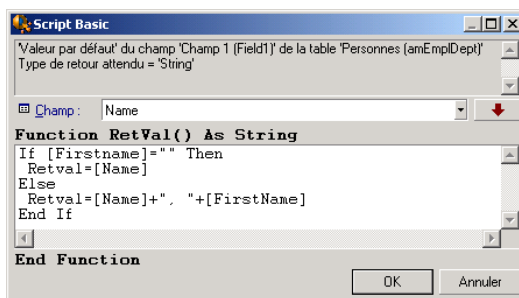 Script Basic
'Valeur par défaut' du champ 'Champ 1 (Field1)' de la table 'Personnes (amEmplDept)'
Type de retour attendu = 'String'
Champ : Name
Function RetVal() As String
If [Firstname]="" Then
 Retval=[Name]
Else
 Retval=[Name]+", "+[FirstName]
End If
End Function
OK Annuler